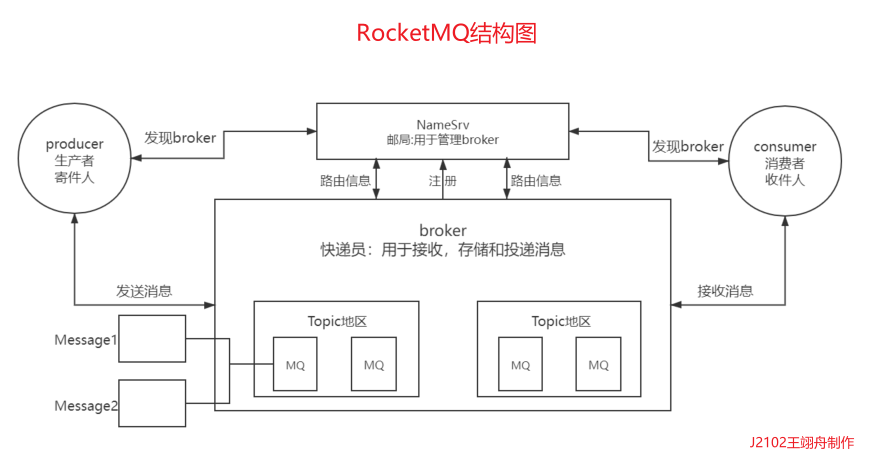 RocketMQ结构图
NameSrv
邮局:用于管理broker
producer
生产者
寄件人
发现broker
发现broker
consumer
消费者
收件人
路由信息
注 册
路由信息
broker
快递员：用于接收，存储和投递消息
发送消息
接收消息
Topic地区
Topic地区
Message1
MQ
MQ
MQ
MQ
Message2
J2102王翊舟制作